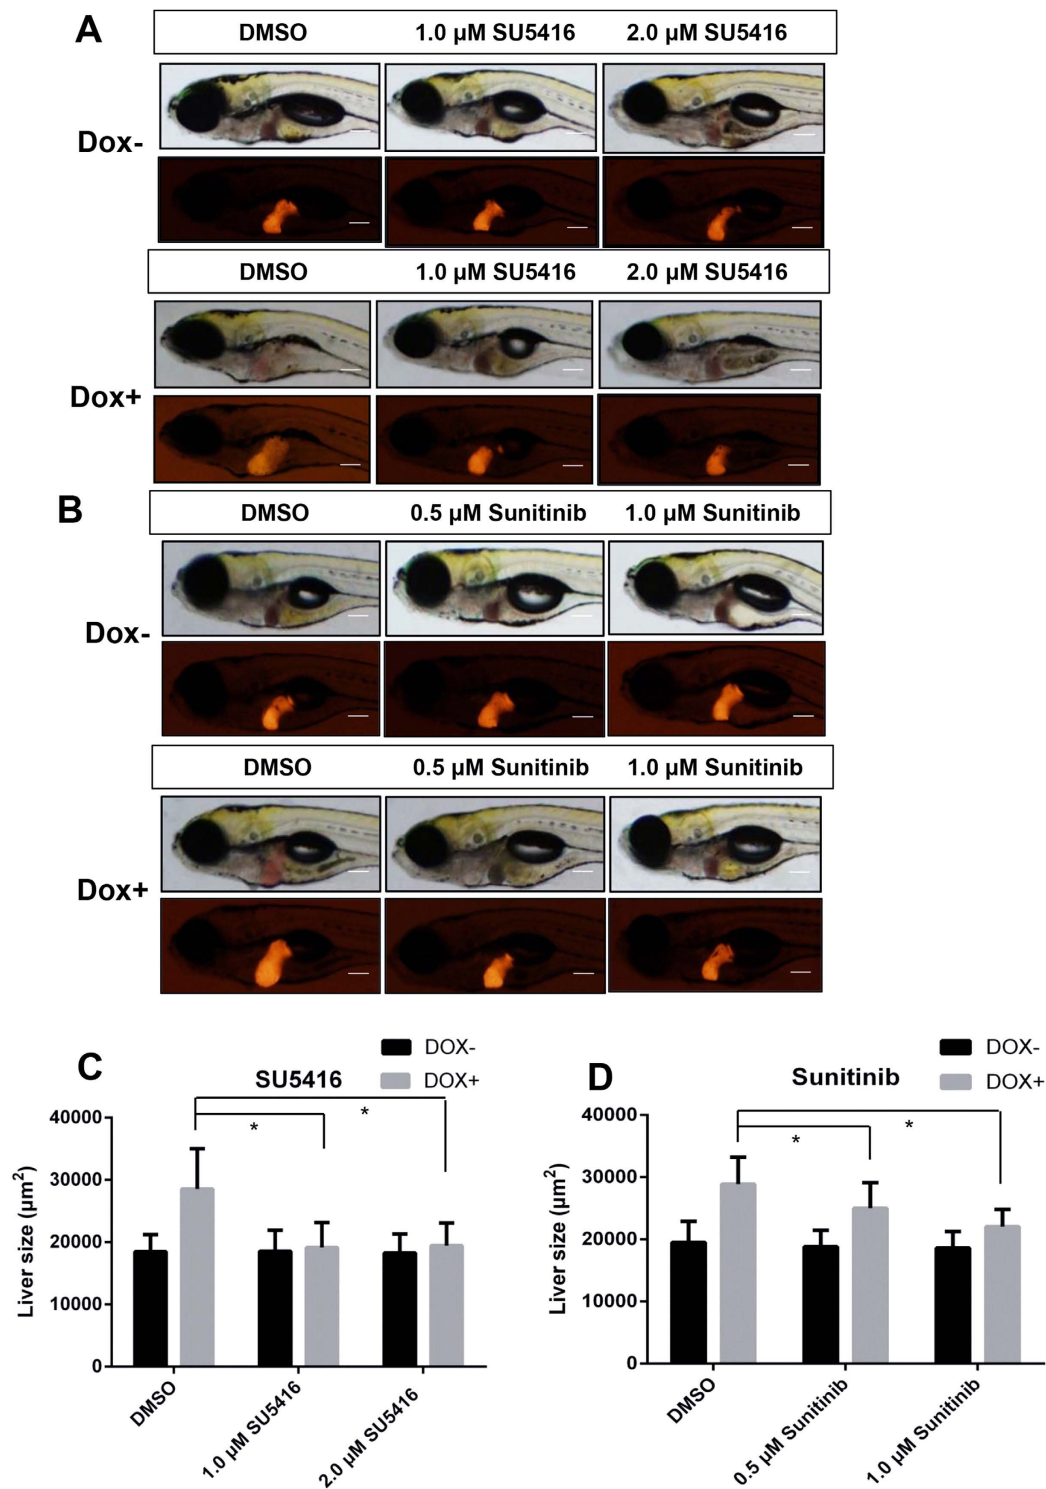 A
DMSO 1.0 µM SU5416 2.0 µM SU5416
Dox-
DMSO 1.0 µM SU5416 2.0 µM SU5416
Dox+
B
DMSO 0.5 µM Sunitinib 1.0 µM Sunitinib
Dox-
DMSO 0.5 µM Sunitinib 1.0 µM Sunitinib
Dox+
C
SU5416
DOX-
DOX+
*
*
Liver size (µm²)
40000
30000
20000
10000
0
DMSO
1.0 µM SU5416
2.0 µM SU5416
D
Sunitinib
DOX-
DOX+
*
*
Liver size (µm²)
40000
30000
20000
10000
0
DMSO
0.5 µM Sunitinib
1.0 µM Sunitinib